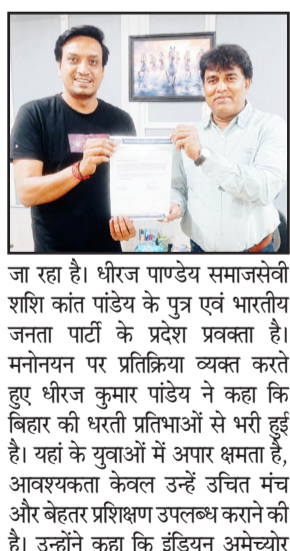 जा रहा है। धीरज पाण्डेय समाजसेवी
शशि कांत पांडेय के पुत्र एवं भारतीय
जनता पार्टी के प्रदेश प्रवक्ता है।
मनोनयन पर प्रतिक्रिया व्यक्त करते
हुए धीरज कुमार पांडेय ने कहा कि
बिहार की धरती प्रतिभाओं से भरी हुई
है। यहां के युवाओं में अपार क्षमता है,
आवश्यकता केवल उन्हें उचित मंच
और बेहतर प्रशिक्षण उपलब्ध कराने की
है। उन्होंने कहा कि इंडियन अमेच्योर